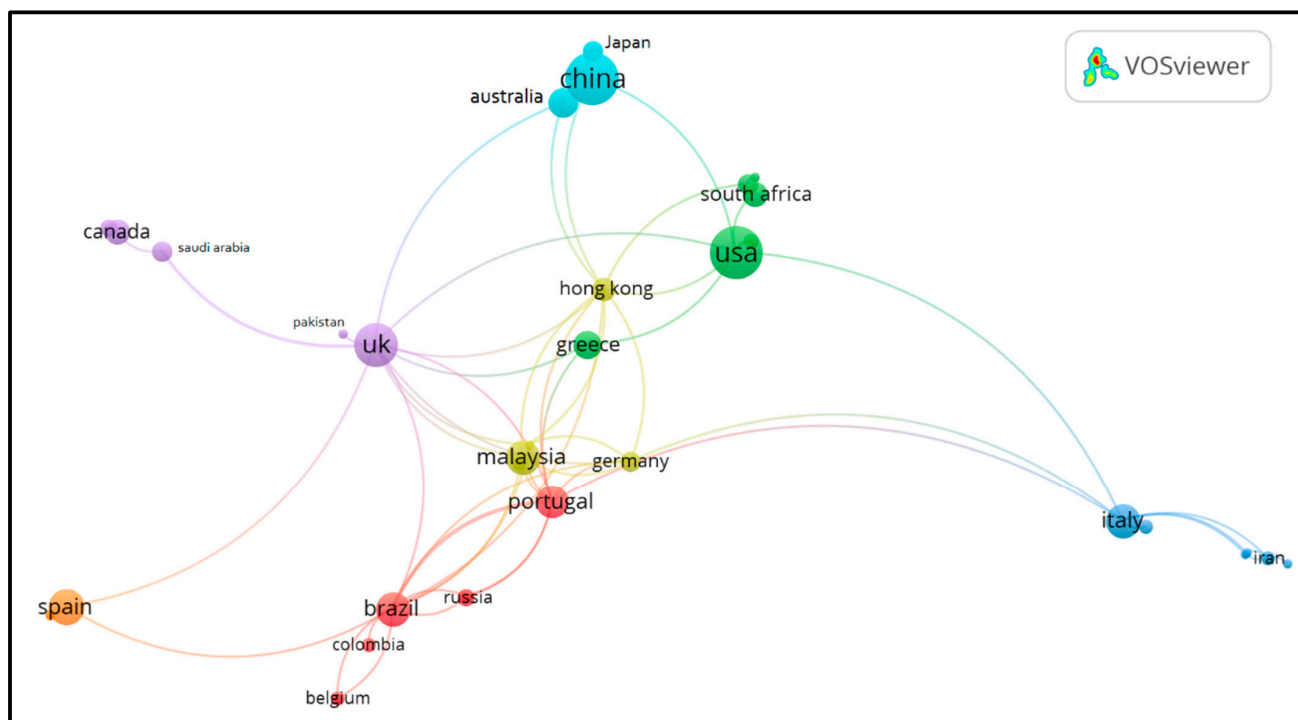 Japan
china
VOSviewer
australia
south africa
canada
saudi arabia
usa
hong kong
pakistan
uk
greece
malaysia
germany
portugal
italy
iran
spain
brazil
russia
colombia
belgium